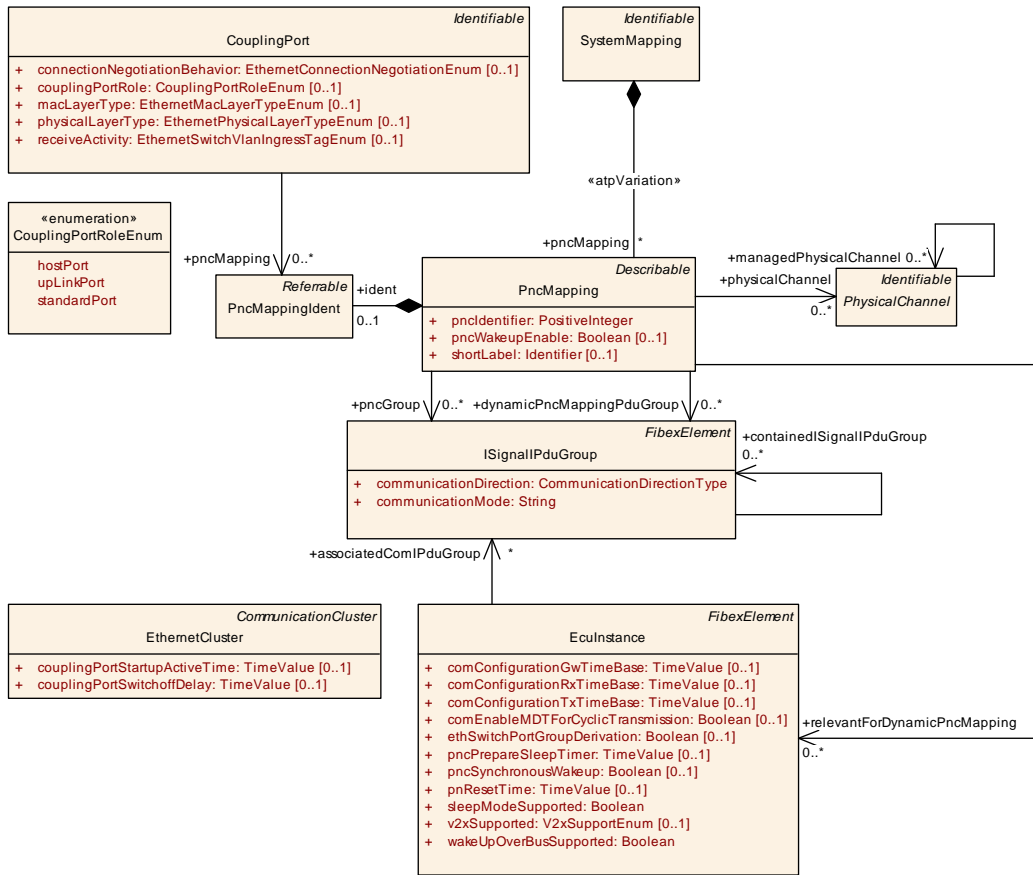 Identifiable
CouplingPort
+ connectionNegotiationBehavior: EthernetConnectionNegotiationEnum [0..1]
+ couplingPortRole: CouplingPortRoleEnum [0..1]
+ macLayerType: EthernetMacLayerTypeEnum [0..1]
+ physicalLayerType: EthernetPhysicalLayerTypeEnum [0..1]
+ receiveActivity: EthernetSwitchVlanIngressTagEnum [0..1]
Identifiable
SystemMapping
«atpVariation»
«enumeration»
CouplingPortRoleEnum
hostPort
upLinkPort
standardPort
+pncMapping 0..*
+pncMapping *
Referrable
PncMappingIdent
+ident
0..1
Describable
PncMapping
+ pncIdentifier: PositiveInteger
+ pncWakeupEnable: Boolean [0..1]
+ shortLabel: Identifier [0..1]
+managedPhysicalChannel 0..*
+physicalChannel
0..*
Identifiable
PhysicalChannel
+pncGroup 0..*
+dynamicPncMappingPduGroup 0..*
FibexElement
ISignalIPduGroup
+ communicationDirection: CommunicationDirectionType
+ communicationMode: String
+containedISignalIPduGroup
0..*
+associatedComIPduGroup *
CommunicationCluster
EthernetCluster
+ couplingPortStartupActiveTime: TimeValue [0..1]
+ couplingPortSwitchoffDelay: TimeValue [0..1]
FibexElement
EcuInstance
+ comConfigurationGwTimeBase: TimeValue [0..1]
+ comConfigurationRxTimeBase: TimeValue [0..1]
+ comConfigurationTxTimeBase: TimeValue [0..1]
+ comEnableMDTForCyclicTransmission: Boolean [0..1]
+ ethSwitchPortGroupDerivation: Boolean [0..1]
+ pncPrepareSleepTimer: TimeValue [0..1]
+ pncSynchronousWakeup: Boolean [0..1]
+ pnResetTime: TimeValue [0..1]
+ sleepModeSupported: Boolean
+ v2xSupported: V2xSupportEnum [0..1]
+ wakeUpOverBusSupported: Boolean
+relevantForDynamicPncMapping
0..*